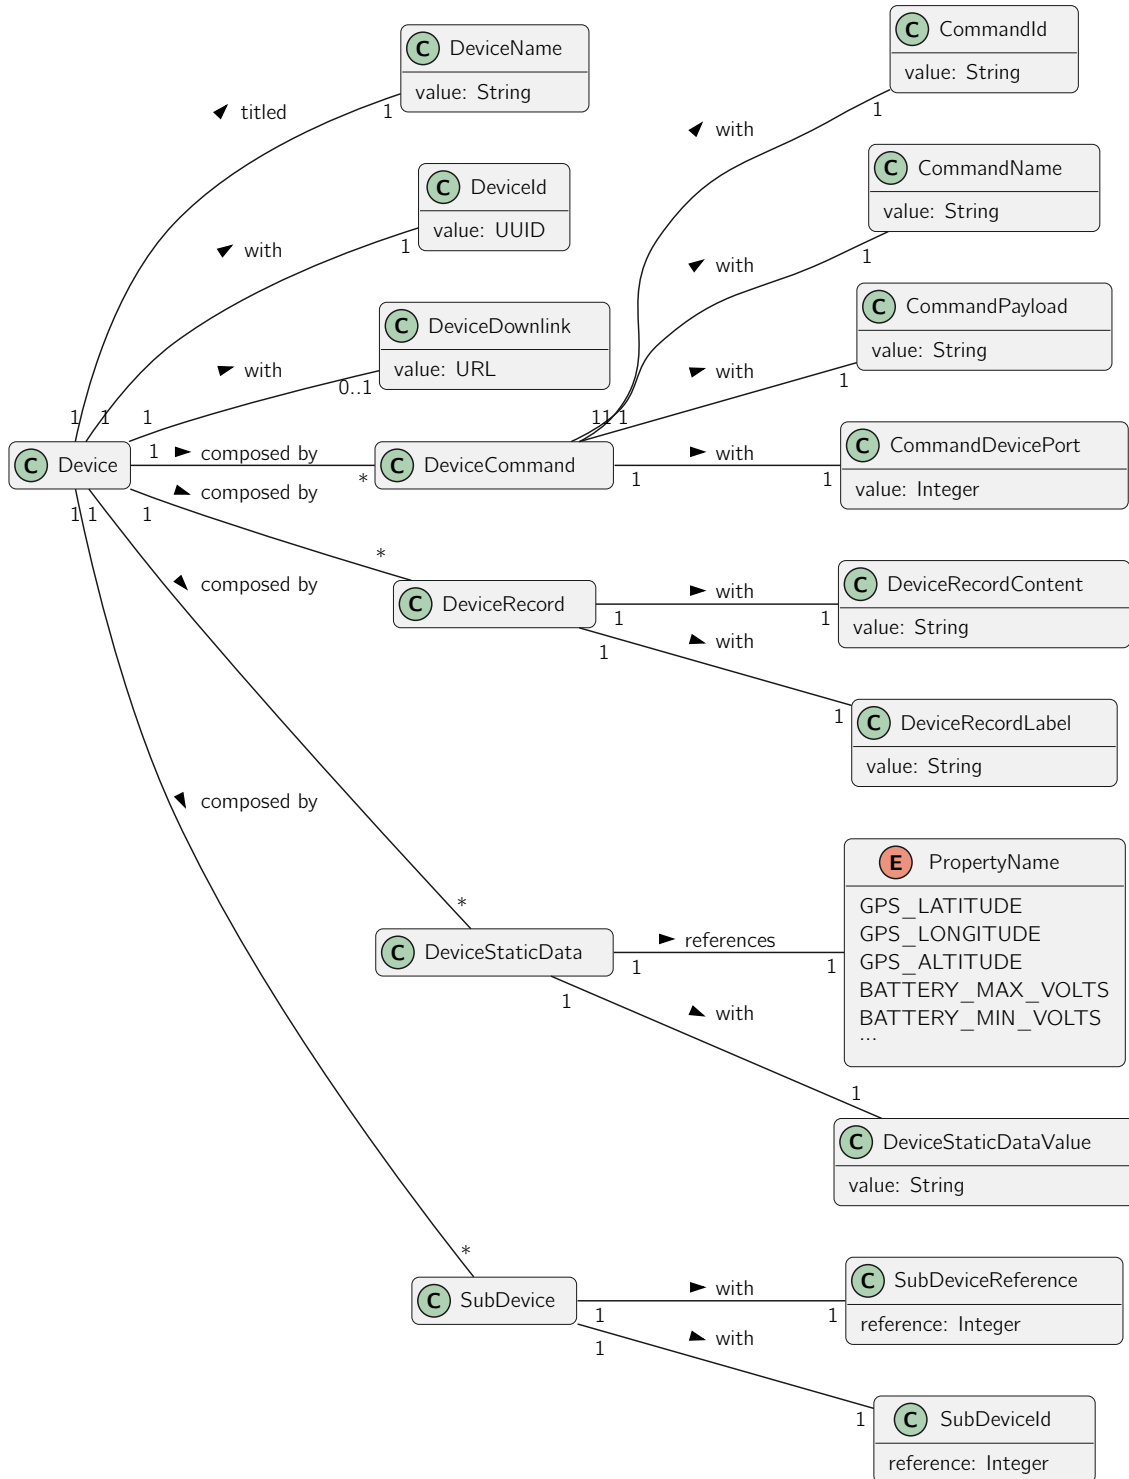 C DeviceName
value: String
1
titled
C DeviceId
value: UUID
1
with
C DeviceDownlink
value: URL
0..1
with
1 1 1
C Device
1 composed by *
C DeviceCommand
composed by
1 1 1
*
composed by
*
composed by
*
C CommandId
value: String
1
with
C CommandName
value: String
1
with
C CommandPayload
value: String
1
with
111 1
C CommandDevicePort
value: Integer
with
1 1
C DeviceRecord
with
1 1
C DeviceRecordContent
value: String
with
1 1
C DeviceRecordLabel
value: String
C DeviceStaticData
references
1 1
E PropertyName
GPS_LATITUDE
GPS_LONGITUDE
GPS_ALTITUDE
BATTERY_MAX_VOLTS
BATTERY_MIN_VOLTS
...
with
1 1
C DeviceStaticDataValue
value: String
C SubDevice
with
1 1
C SubDeviceReference
reference: Integer
with
1 1
C SubDeviceId
reference: Integer